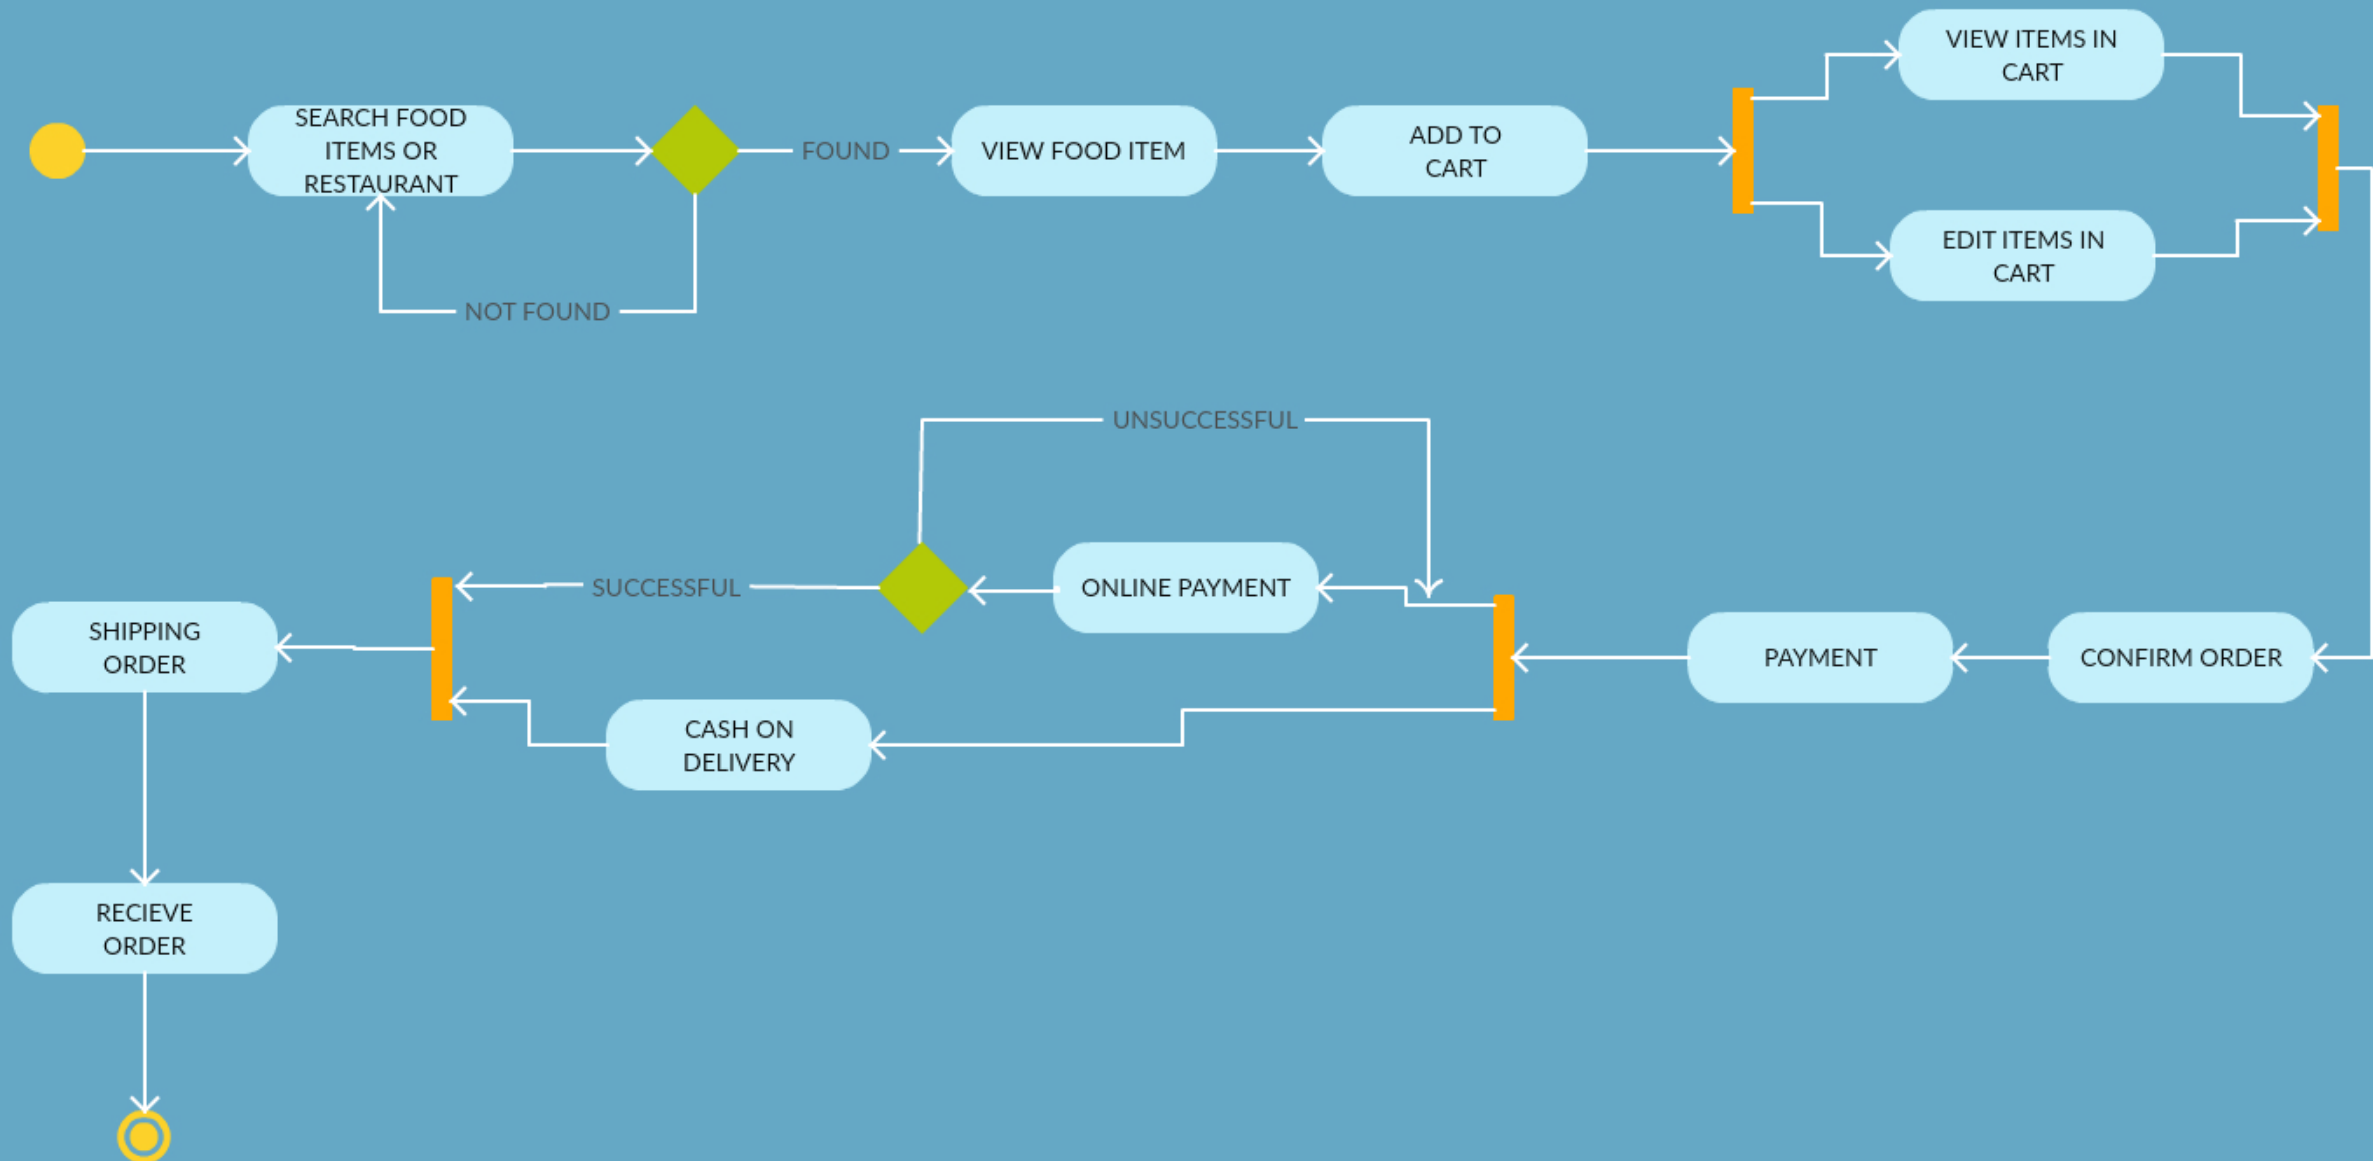 SEARCH FOOD
ITEMS OR
RESTAURANT
FOUND
VIEW FOOD ITEM
ADD TO
CART
VIEW ITEMS IN
CART
EDIT ITEMS IN
CART
NOT FOUND
UNSUCCESSFUL
SUCCESSFUL
ONLINE PAYMENT
PAYMENT
CONFIRM ORDER
SHIPPING
ORDER
CASH ON
DELIVERY
RECIEVE
ORDER